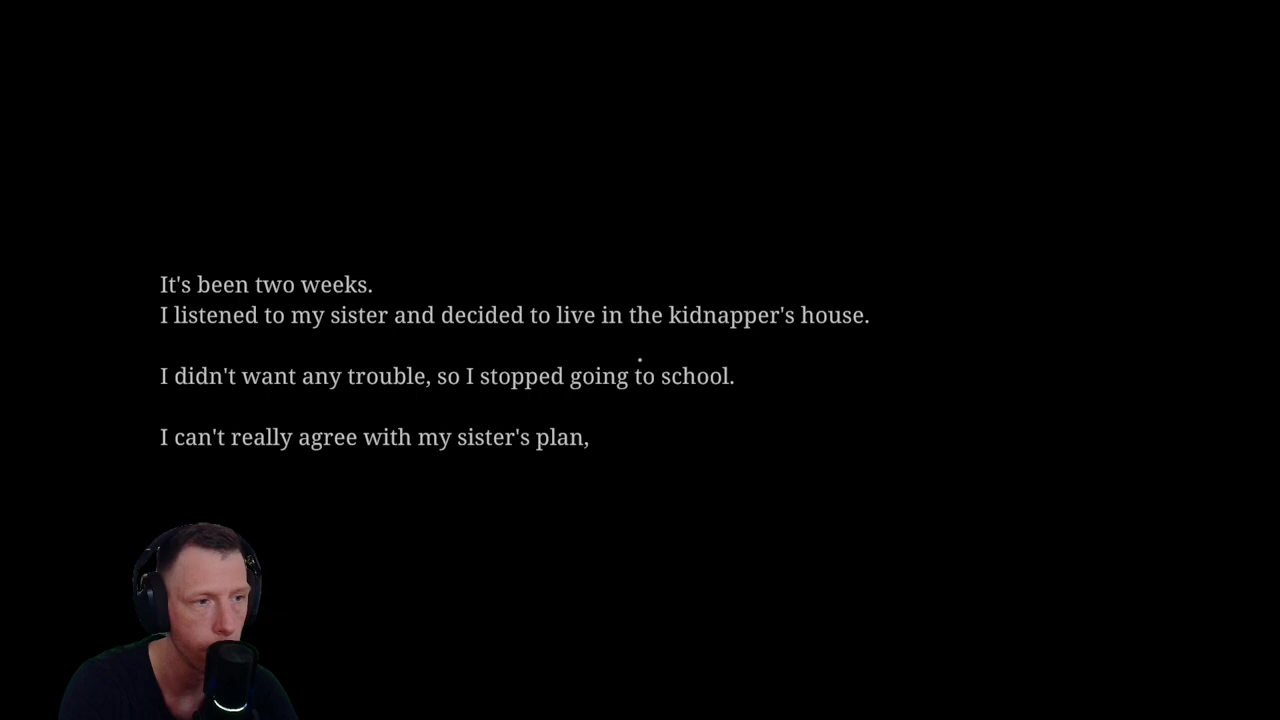 It's been two weeks.
I listened to my sister and decided to live in the kidnapper's house.
I didn't want any trouble, so I stopped going to school.
I can't really agree with my sister's plan,